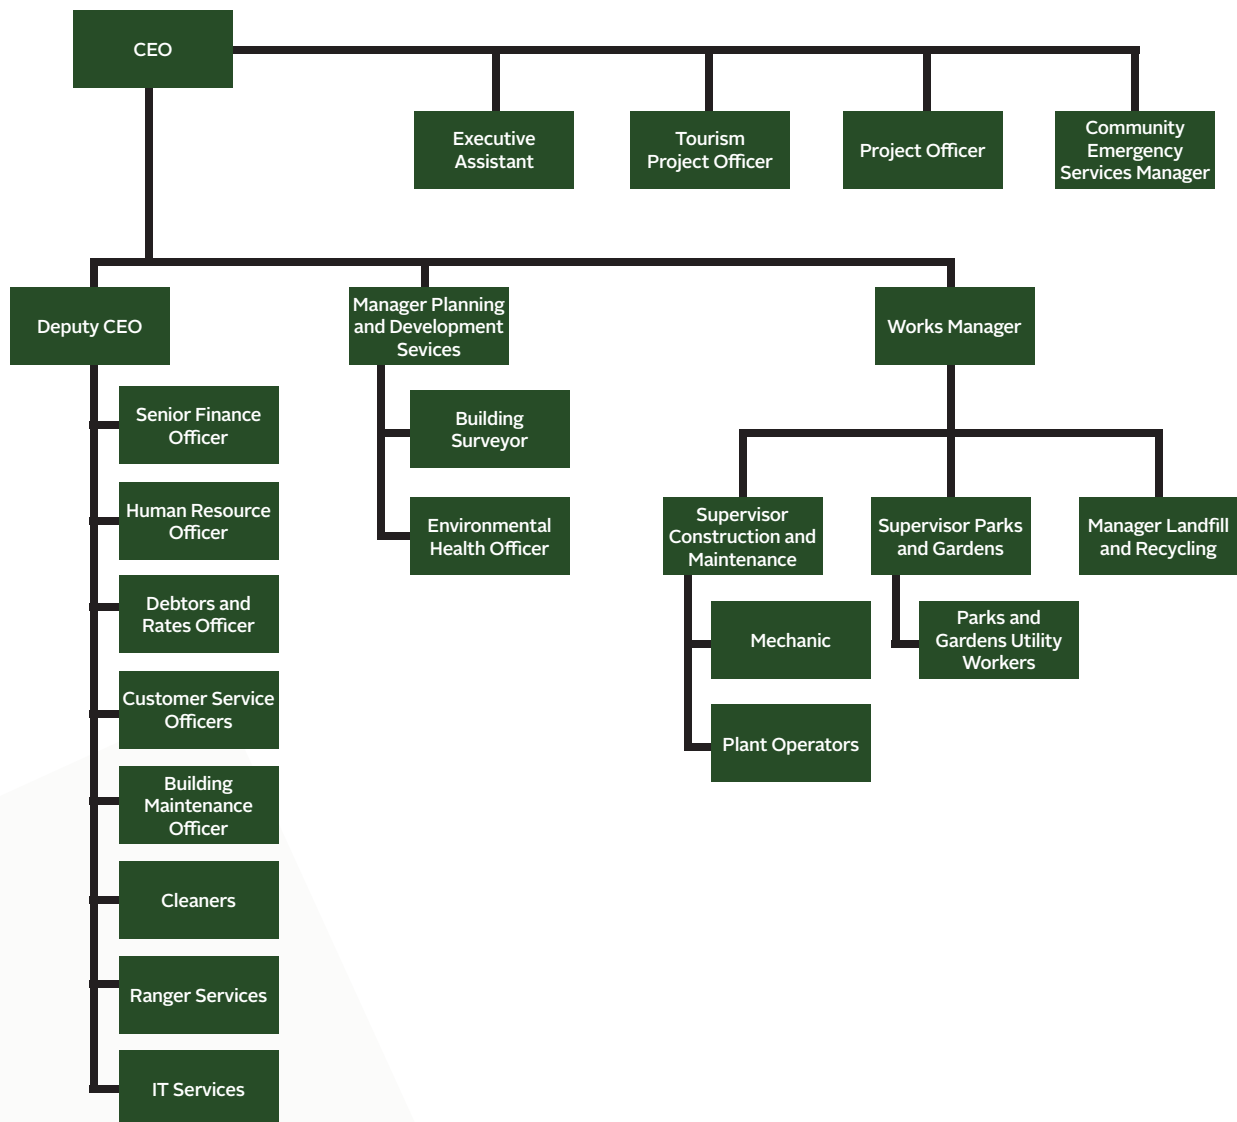 CEO
Executive
Assistant
Tourism
Project Officer
Project Officer
Community
Emergency
Services Manager
Deputy CEO
Manager Planning
and Development
Sevices
Works Manager
Senior Finance
Officer
Human Resource
Officer
Debtors and
Rates Officer
Customer Service
Officers
Building
Maintenance
Officer
Cleaners
Ranger Services
IT Services
Building
Surveyor
Environmental
Health Officer
Supervisor
Construction and
Maintenance
Supervisor Parks
and Gardens
Manager Landfill
and Recycling
Mechanic
Plant Operators
Parks and
Gardens Utility
Workers